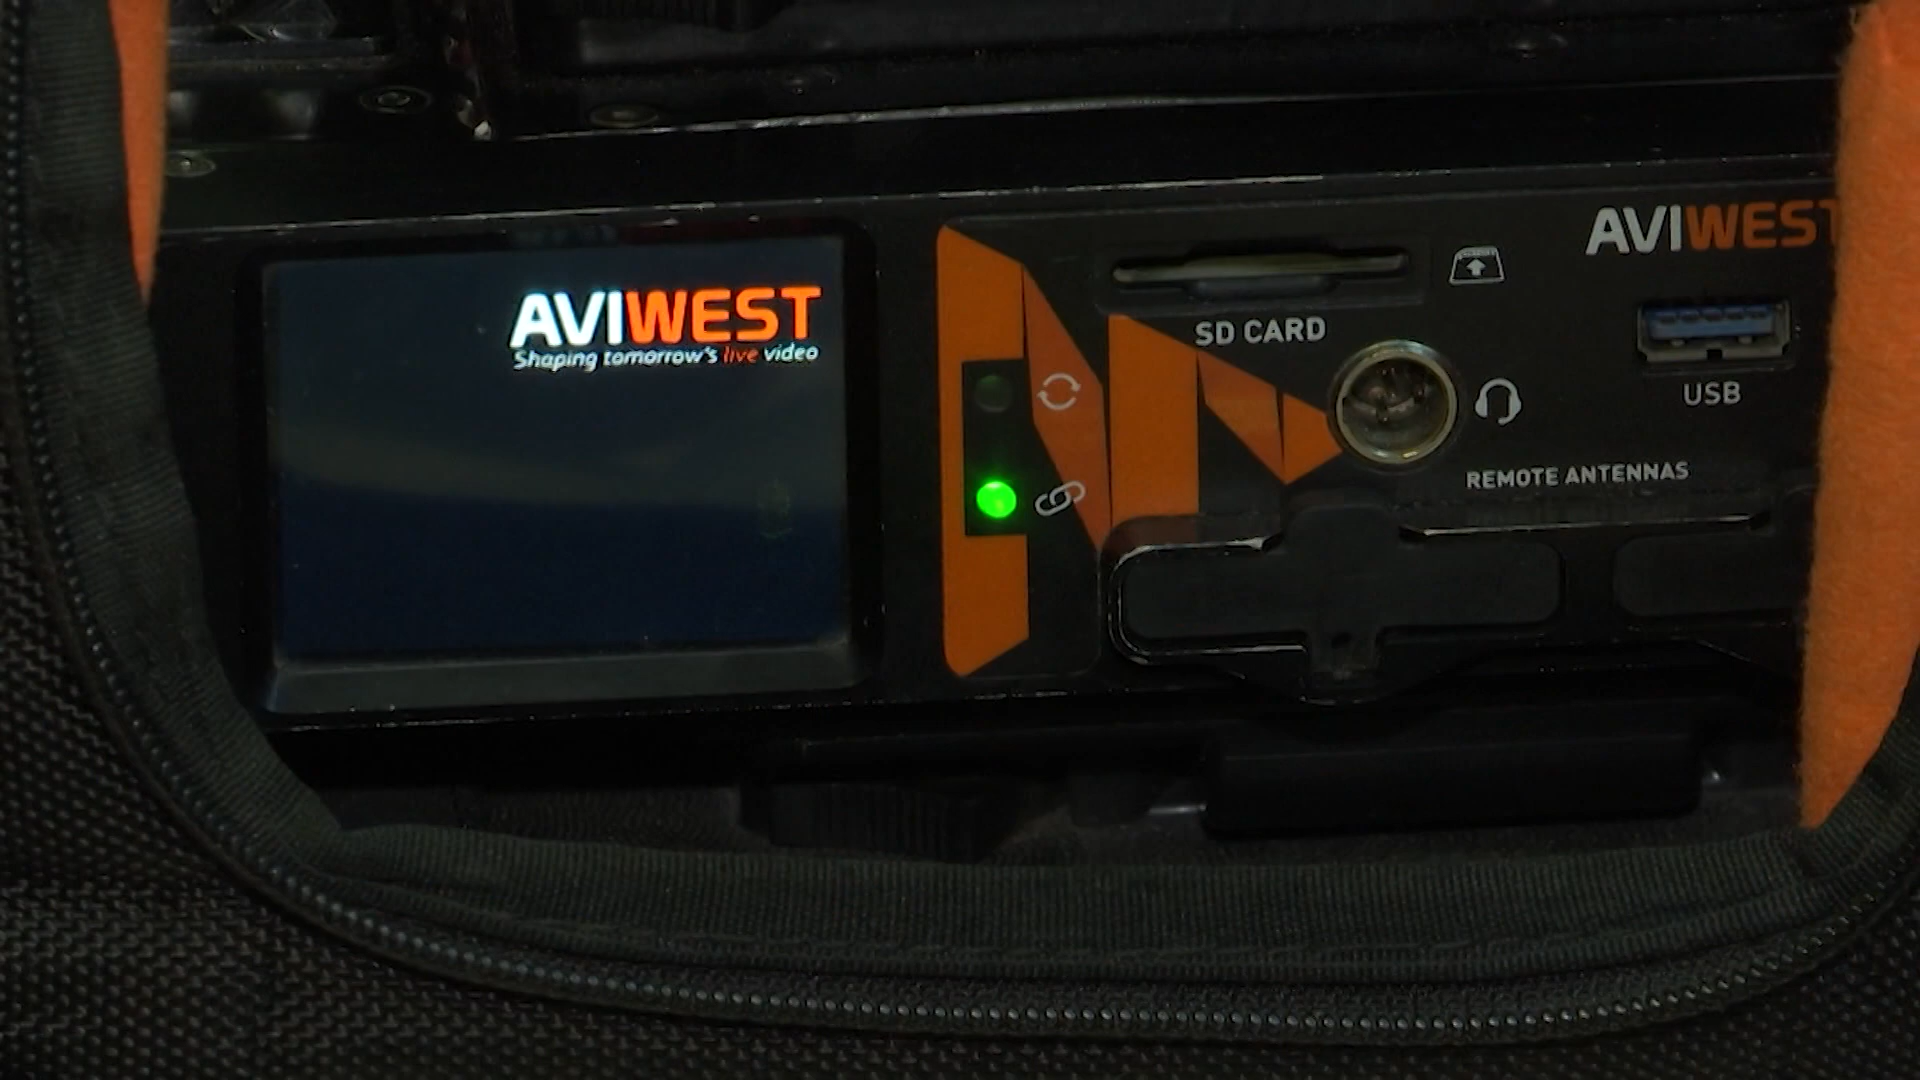 AVIWEST
Shaping tomorrow's live video
SD CARD
AVIWEST
USB
REMOTE ANTENNAS